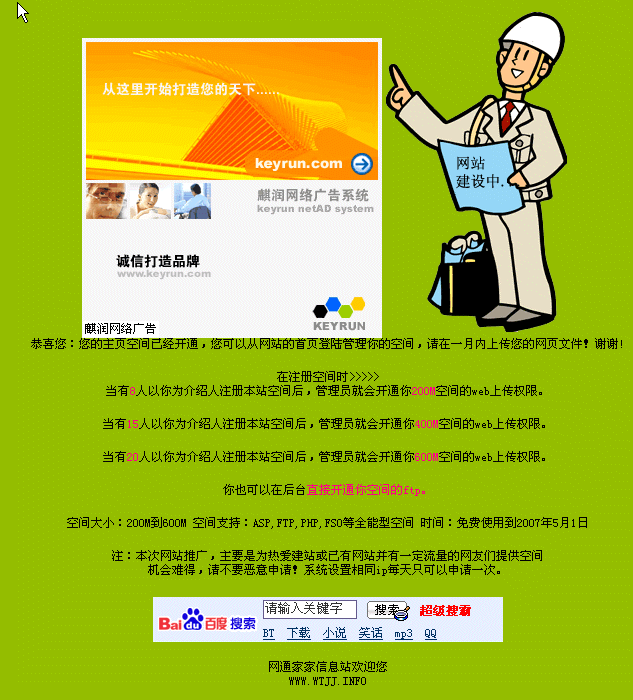 从这里开始打造您的天下......
keyrun.com
麒润网络广告系统
keyrun netAD system
诚信打造品牌
www.keyrun.com
KEYRUN
麒润网络广告
网站
建设中.
恭喜您：您的主页空间已经开通，您可以从网站的首页登陆管理你的空间，请在一月内上传您的网页文件！谢谢!
在注册空间时>>>>>
当有8人以你为介绍人注册本站空间后，管理员就会开通你200M空间的web上传权限。
当有15人以你为介绍人注册本站空间后，管理员就会开通你400M空间的web上传权限。
当有20人以你为介绍人注册本站空间后，管理员就会开通你600M空间的web上传权限。
你也可以在后台直接开通你空间的ftp。
空间大小：200M到600M 空间支持：ASP,FTP,PHP,FSO等全能型空间 时间：免费使用到2007年5月1日
注：本次网站推广，主要是为热爱建站或已有网站并有一定流量的网友们提供空间
机会难得，请不要恶意申请！系统设置相同ip每天只可以申请一次。
Bai du 百度 搜索 请输入关键字 搜索 超级搜霸
BT 下载 小说 笑话 mp3 QQ
网通家家信息站欢迎您
WWW.WTJJ.INFO